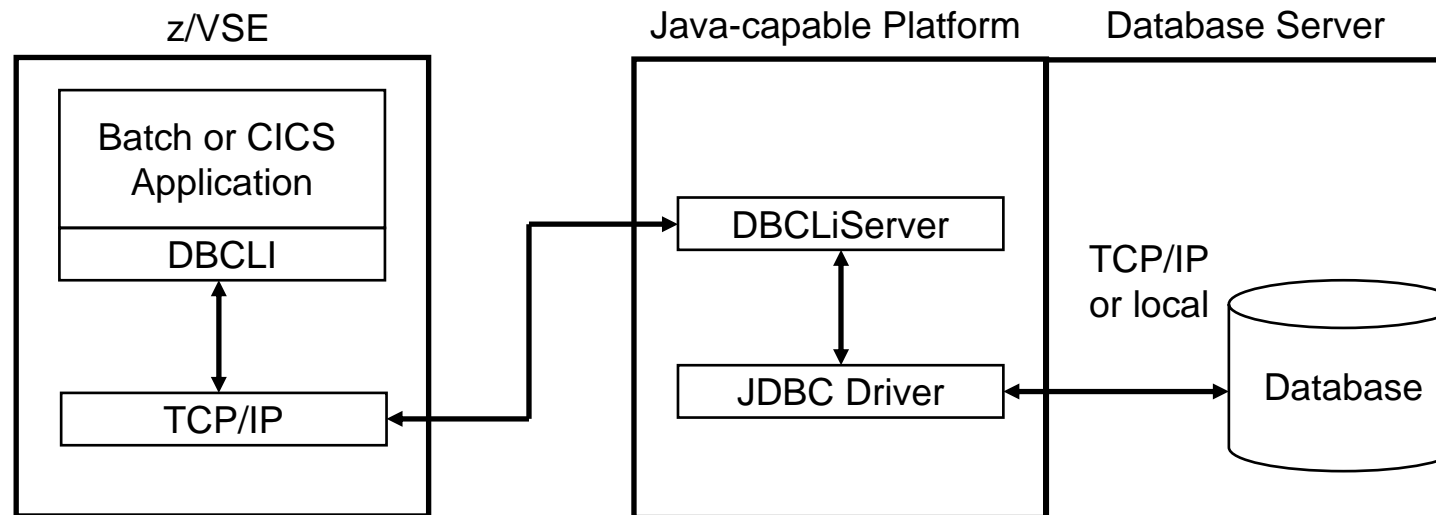 z/VSE
Java-capable Platform
Database Server
Batch or CICS
Application
DBCLI
TCP/IP
DBCLiServer
JDBC Driver
TCP/IP
or local
Database